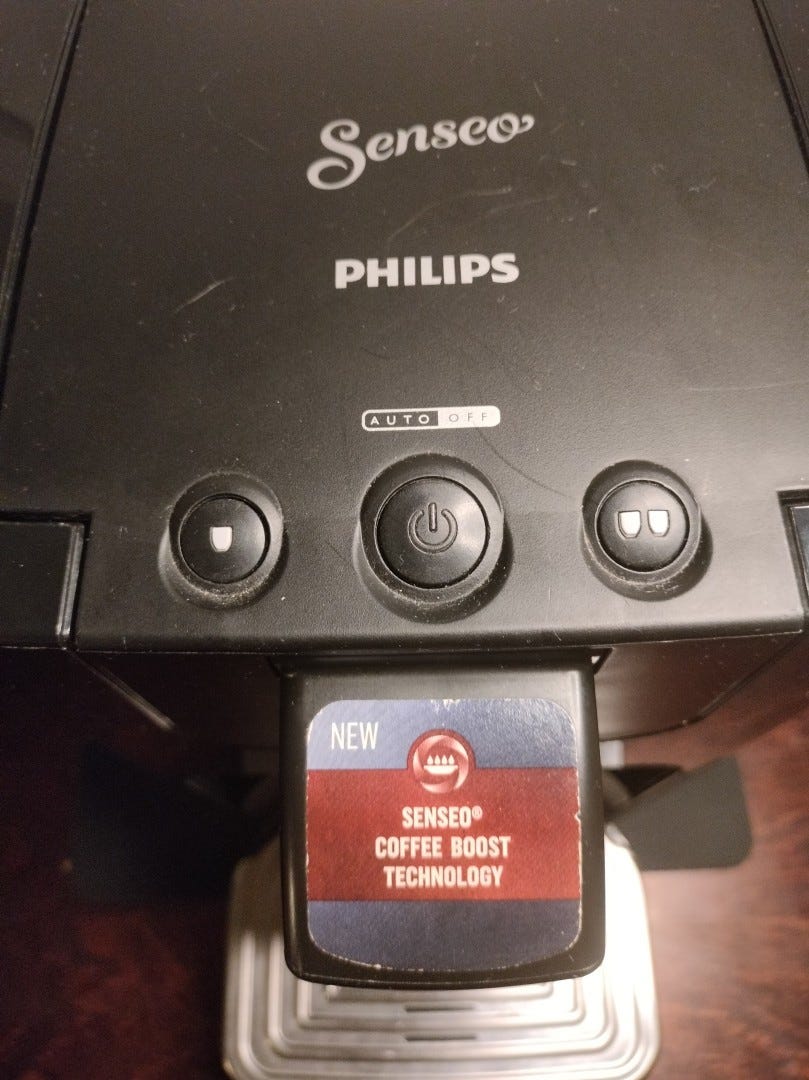 Senseo
PHILIPS
AUTO OFF
NEW
SENSEO®
COFFEE BOOST
TECHNOLOGY